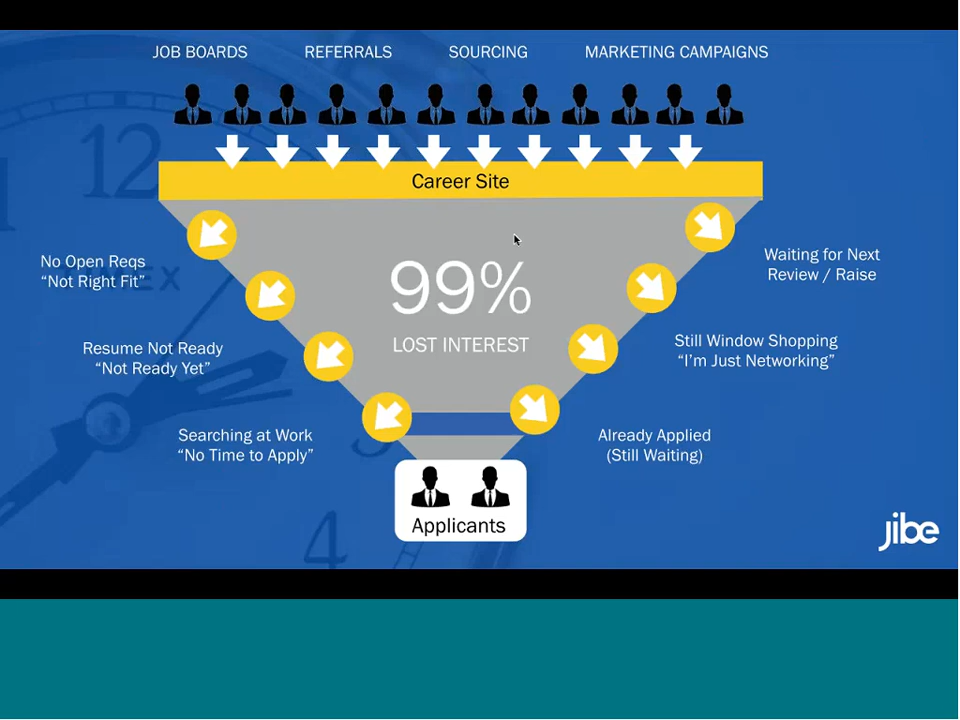 JOB BOARDS REFERRALS SOURCING MARKETING CAMPAIGNS
12
Career Site
No Open Reqs
“Not Right Fit”
Waiting for Next
Review / Raise
99%
LOST INTEREST
Resume Not Ready
“Not Ready Yet”
Still Window Shopping
“I’m Just Networking”
Searching at Work
“No Time to Apply”
Already Applied
(Still Waiting)
Applicants
4
jibe